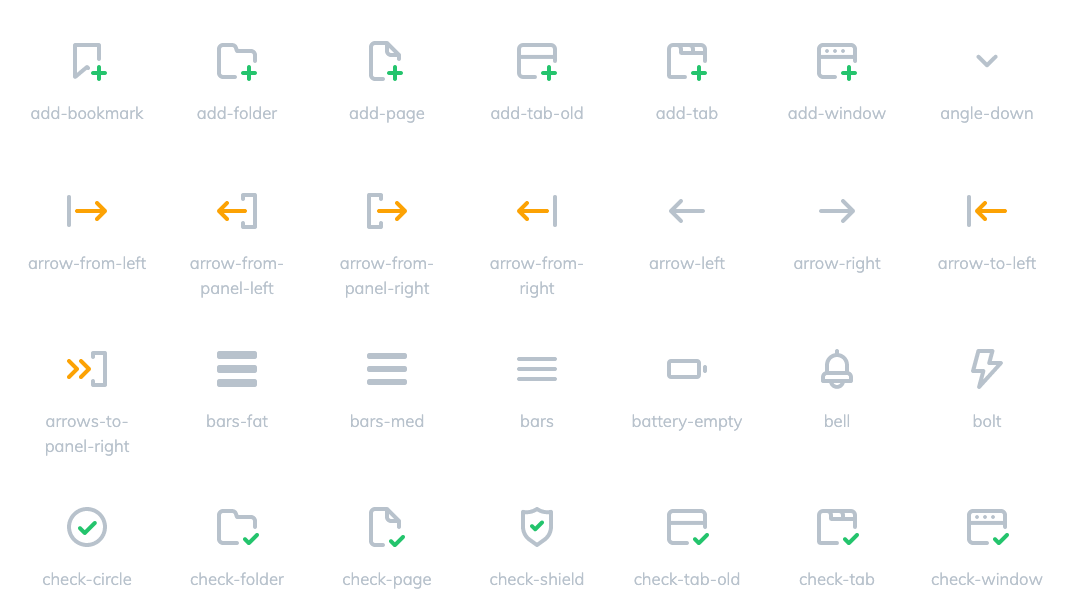 add-bookmark
add-folder
add-page
add-tab-old
add-tab
add-window
angle-down
arrow-from-left
arrow-from-
panel-left
arrow-from-
panel-right
arrow-from-
right
arrow-left
arrow-right
arrow-to-left
arrows-to-
panel-right
bars-fat
bars-med
bars
battery-empty
bell
bolt
check-circle
check-folder
check-page
check-shield
check-tab-old
check-tab
check-window